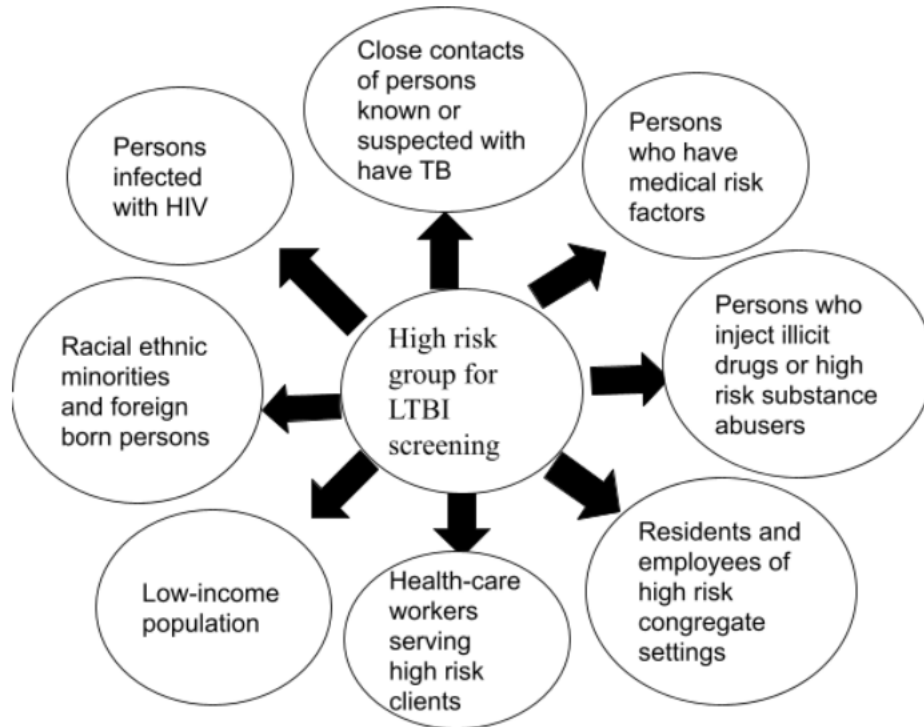 Close contacts
of persons
known or
suspected with
have TB
Persons
infected
with HIV
Persons
who have
medical risk
factors
Racial ethnic
minorities
and foreign
born persons
High risk
group for
LTBI
screening
Persons who
inject illicit
drugs or high
risk substance
abusers
Low-income
population
Health-care
workers
serving
high risk
clients
Residents and
employees of
high risk
congregate
settings